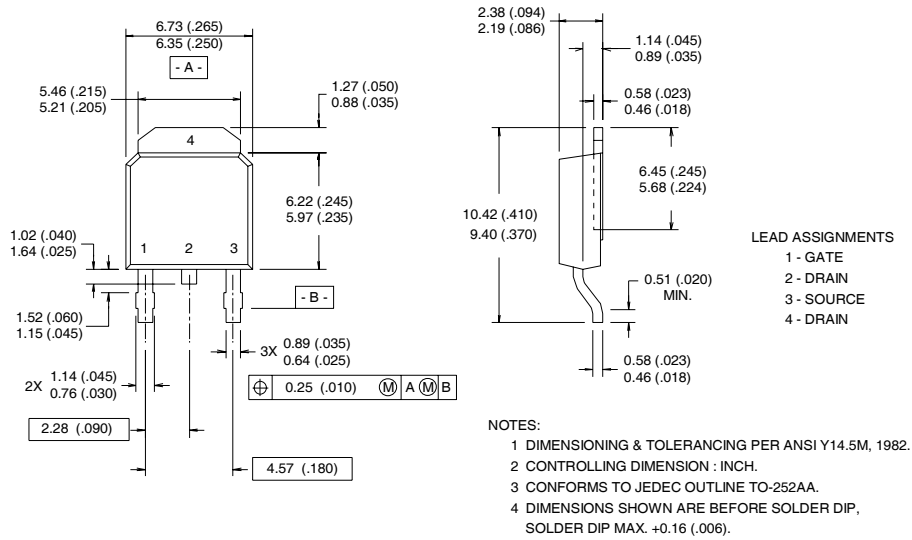 6.73 (.265)
6.35 (.250)
- A -
5.46 (.215)
5.21 (.205)
1.27 (.050)
0.88 (.035)
4
6.22 (.245)
5.97 (.235)
1.02 (.040)
1.64 (.025)
1 2 3
- B -
1.52 (.060)
1.15 (.045)
3X 0.89 (.035)
0.64 (.025)
2X 1.14 (.045)
0.76 (.030)
⌖ 0.25 (.010) Ⓜ A Ⓜ B
2.28 (.090)
4.57 (.180)
2.38 (.094)
2.19 (.086)
1.14 (.045)
0.89 (.035)
0.58 (.023)
0.46 (.018)
6.45 (.245)
5.68 (.224)
10.42 (.410)
9.40 (.370)
0.51 (.020)
MIN.
0.58 (.023)
0.46 (.018)
LEAD ASSIGNMENTS
1 - GATE
2 - DRAIN
3 - SOURCE
4 - DRAIN
NOTES:
1 DIMENSIONING & TOLERANCING PER ANSI Y14.5M, 1982.
2 CONTROLLING DIMENSION : INCH.
3 CONFORMS TO JEDEC OUTLINE TO-252AA.
4 DIMENSIONS SHOWN ARE BEFORE SOLDER DIP,
SOLDER DIP MAX. +0.16 (.006).